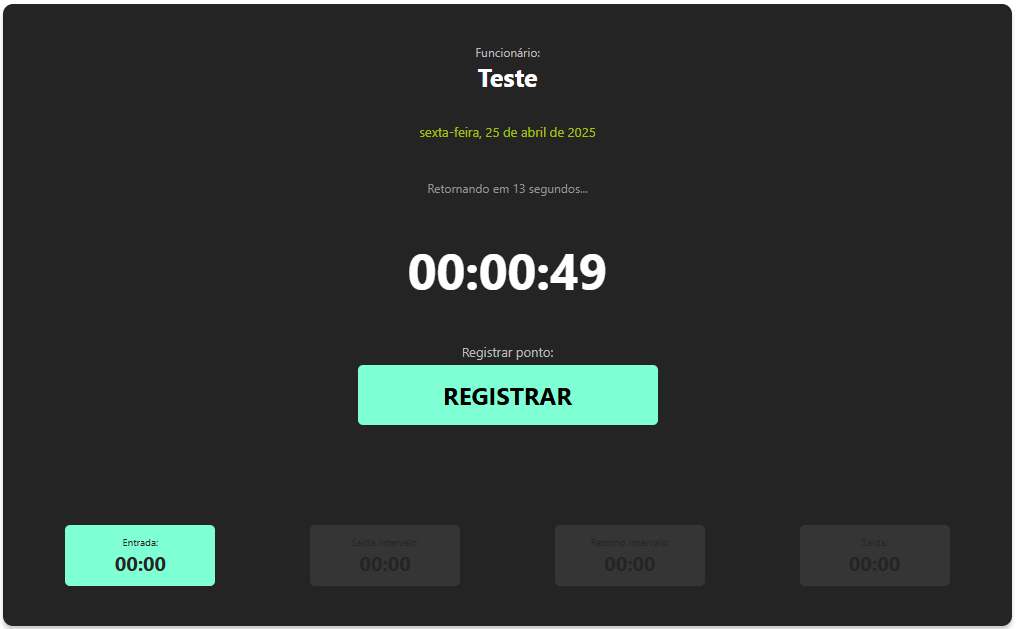 Funcionário:
Teste
sexta-feira, 25 de abril de 2025
Retornando em 13 segundos...
00:00:49
Registrar ponto:
REGISTRAR
Entrada:
00:00
Saída Intervalo:
00:00
Retorno Intervalo:
00:00
Saída:
00:00